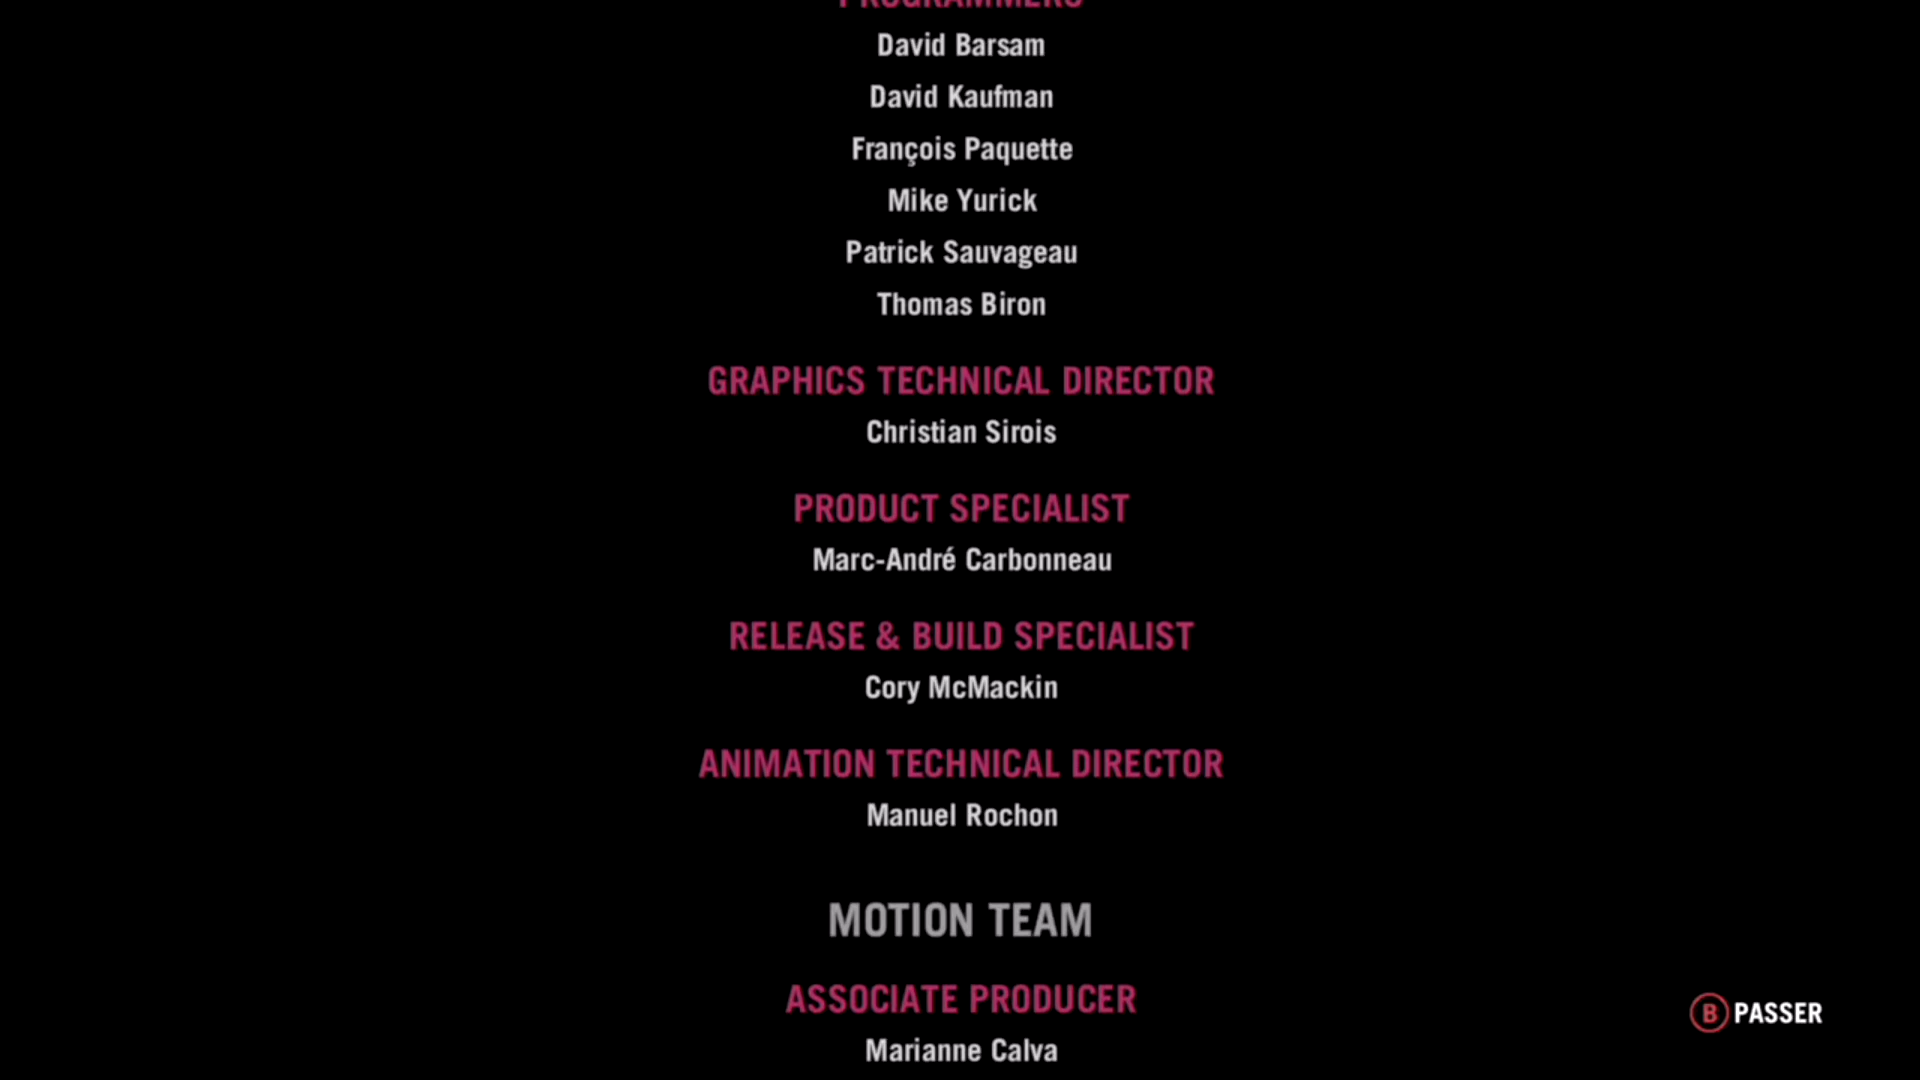 PROGRAMMERS
David Barsam
David Kaufman
François Paquette
Mike Yurick
Patrick Sauvageau
Thomas Biron
GRAPHICS TECHNICAL DIRECTOR
Christian Sirois
PRODUCT SPECIALIST
Marc-André Carbonneau
RELEASE & BUILD SPECIALIST
Cory McMackin
ANIMATION TECHNICAL DIRECTOR
Manuel Rochon
MOTION TEAM
ASSOCIATE PRODUCER
Marianne Calva
B PASSER